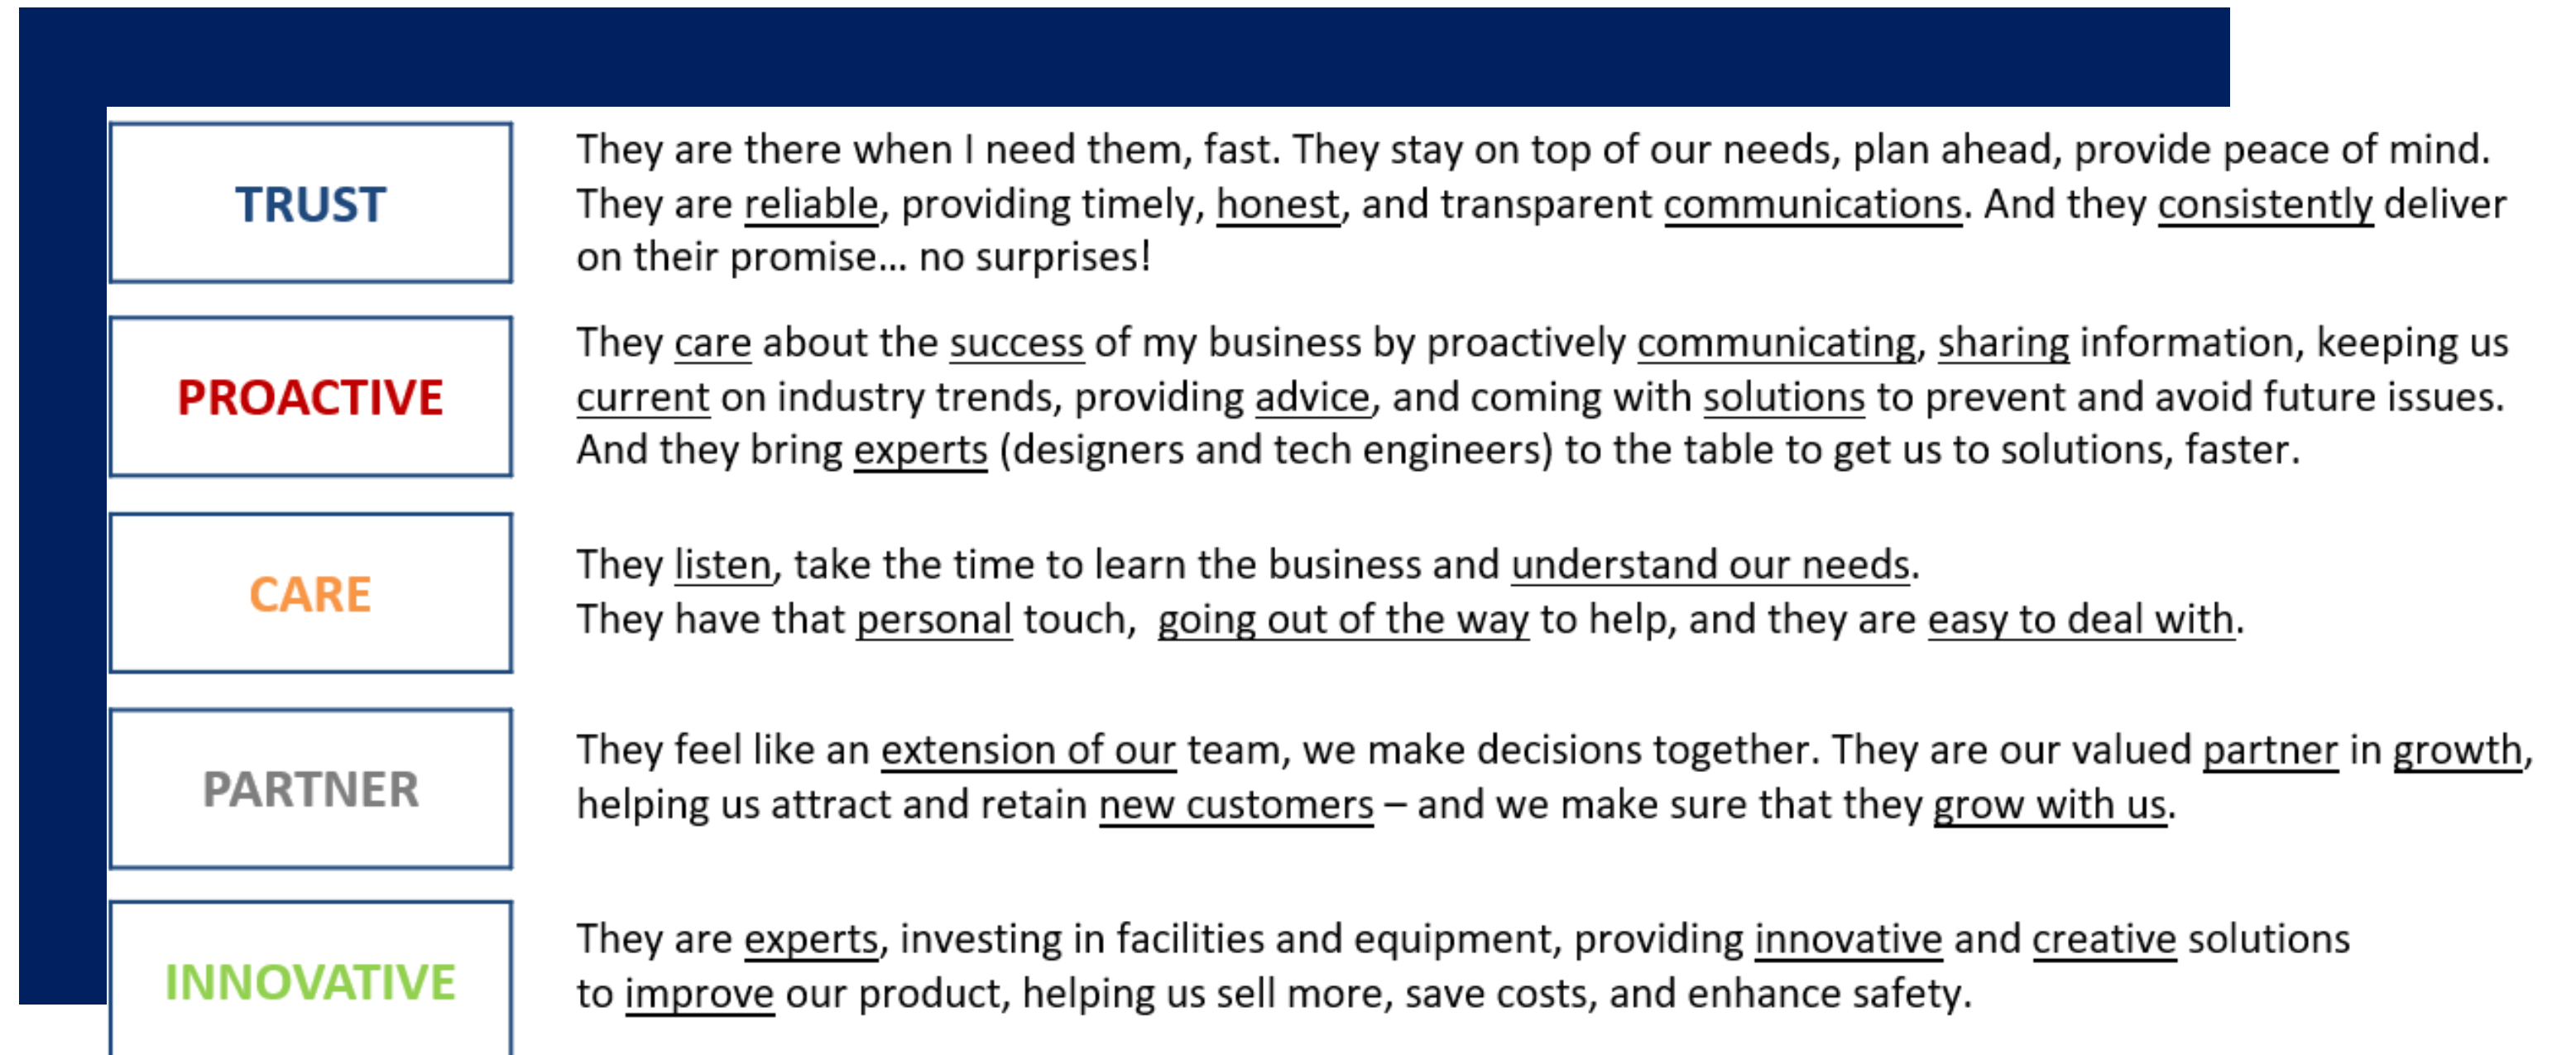 TRUST
They are there when I need them, fast. They stay on top of our needs, plan ahead, provide peace of mind.
They are reliable, providing timely, honest, and transparent communications. And they consistently deliver
on their promise... no surprises!
PROACTIVE
They care about the success of my business by proactively communicating, sharing information, keeping us
current on industry trends, providing advice, and coming with solutions to prevent and avoid future issues.
And they bring experts (designers and tech engineers) to the table to get us to solutions, faster.
CARE
They listen, take the time to learn the business and understand our needs.
They have that personal touch,  going out of the way to help, and they are easy to deal with.
PARTNER
They feel like an extension of our team, we make decisions together. They are our valued partner in growth,
helping us attract and retain new customers – and we make sure that they grow with us.
INNOVATIVE
They are experts, investing in facilities and equipment, providing innovative and creative solutions
to improve our product, helping us sell more, save costs, and enhance safety.